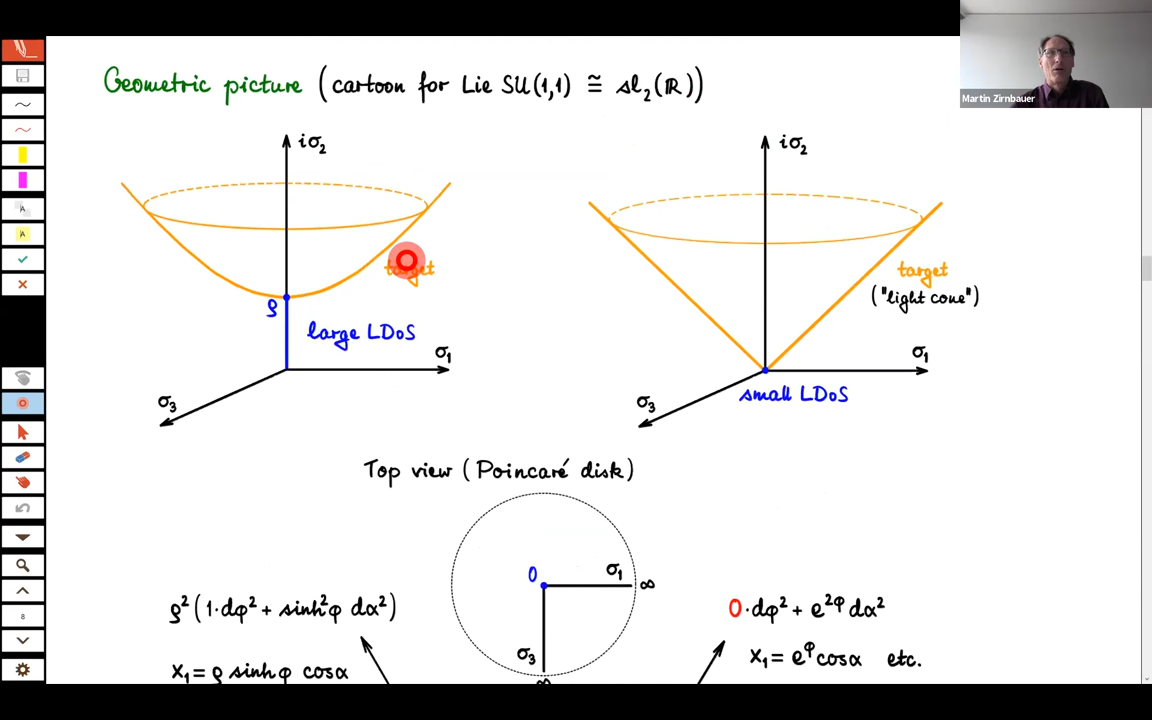 Geometric picture (cartoon for Lie SU(1,1) ≅ sl₂(ℝ))
Martin Zirnbauer
iσ₂
iσ₂
target
target
("light cone")
ρ
large LDoS
σ₁
σ₁
σ₃
σ₃
small LDoS
Top view (Poincaré disk)
0
σ₁
∞
ρ²(1·dφ² + sinh²φ dα²)
0·dφ² + e²ᵠ dα²
σ₃
x₁ = ρ sinhφ cosα
x₁ = eᵠ cosα etc.
∞
8